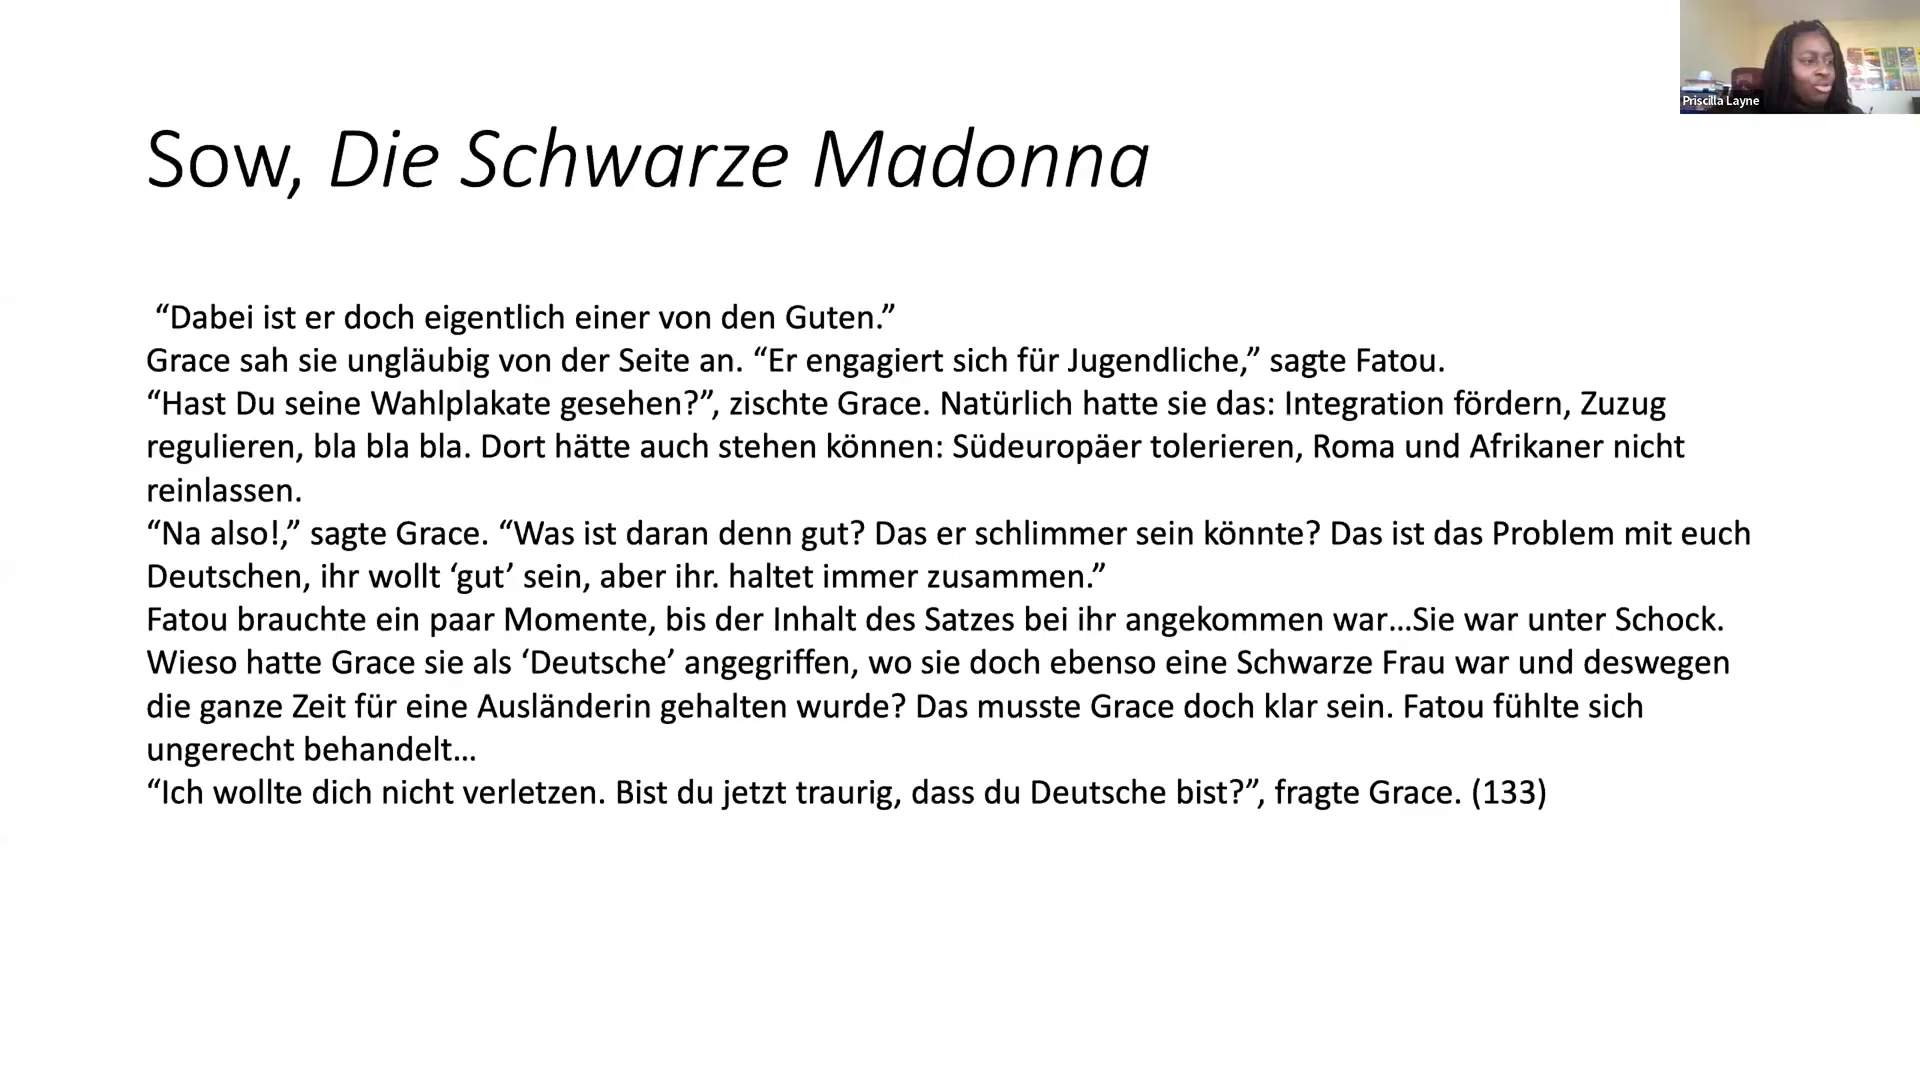 Priscilla Layne
Sow, Die Schwarze Madonna
“Dabei ist er doch eigentlich einer von den Guten.”
Grace sah sie ungläubig von der Seite an. “Er engagiert sich für Jugendliche,” sagte Fatou.
“Hast Du seine Wahlplakate gesehen?”, zischte Grace. Natürlich hatte sie das: Integration fördern, Zuzug
regulieren, bla bla bla. Dort hätte auch stehen können: Südeuropäer tolerieren, Roma und Afrikaner nicht
reinlassen.
“Na also!,” sagte Grace. “Was ist daran denn gut? Das er schlimmer sein könnte? Das ist das Problem mit euch
Deutschen, ihr wollt ‘gut’ sein, aber ihr. haltet immer zusammen.”
Fatou brauchte ein paar Momente, bis der Inhalt des Satzes bei ihr angekommen war…Sie war unter Schock.
Wieso hatte Grace sie als ‘Deutsche’ angegriffen, wo sie doch ebenso eine Schwarze Frau war und deswegen
die ganze Zeit für eine Ausländerin gehalten wurde? Das musste Grace doch klar sein. Fatou fühlte sich
ungerecht behandelt…
“Ich wollte dich nicht verletzen. Bist du jetzt traurig, dass du Deutsche bist?”, fragte Grace. (133)